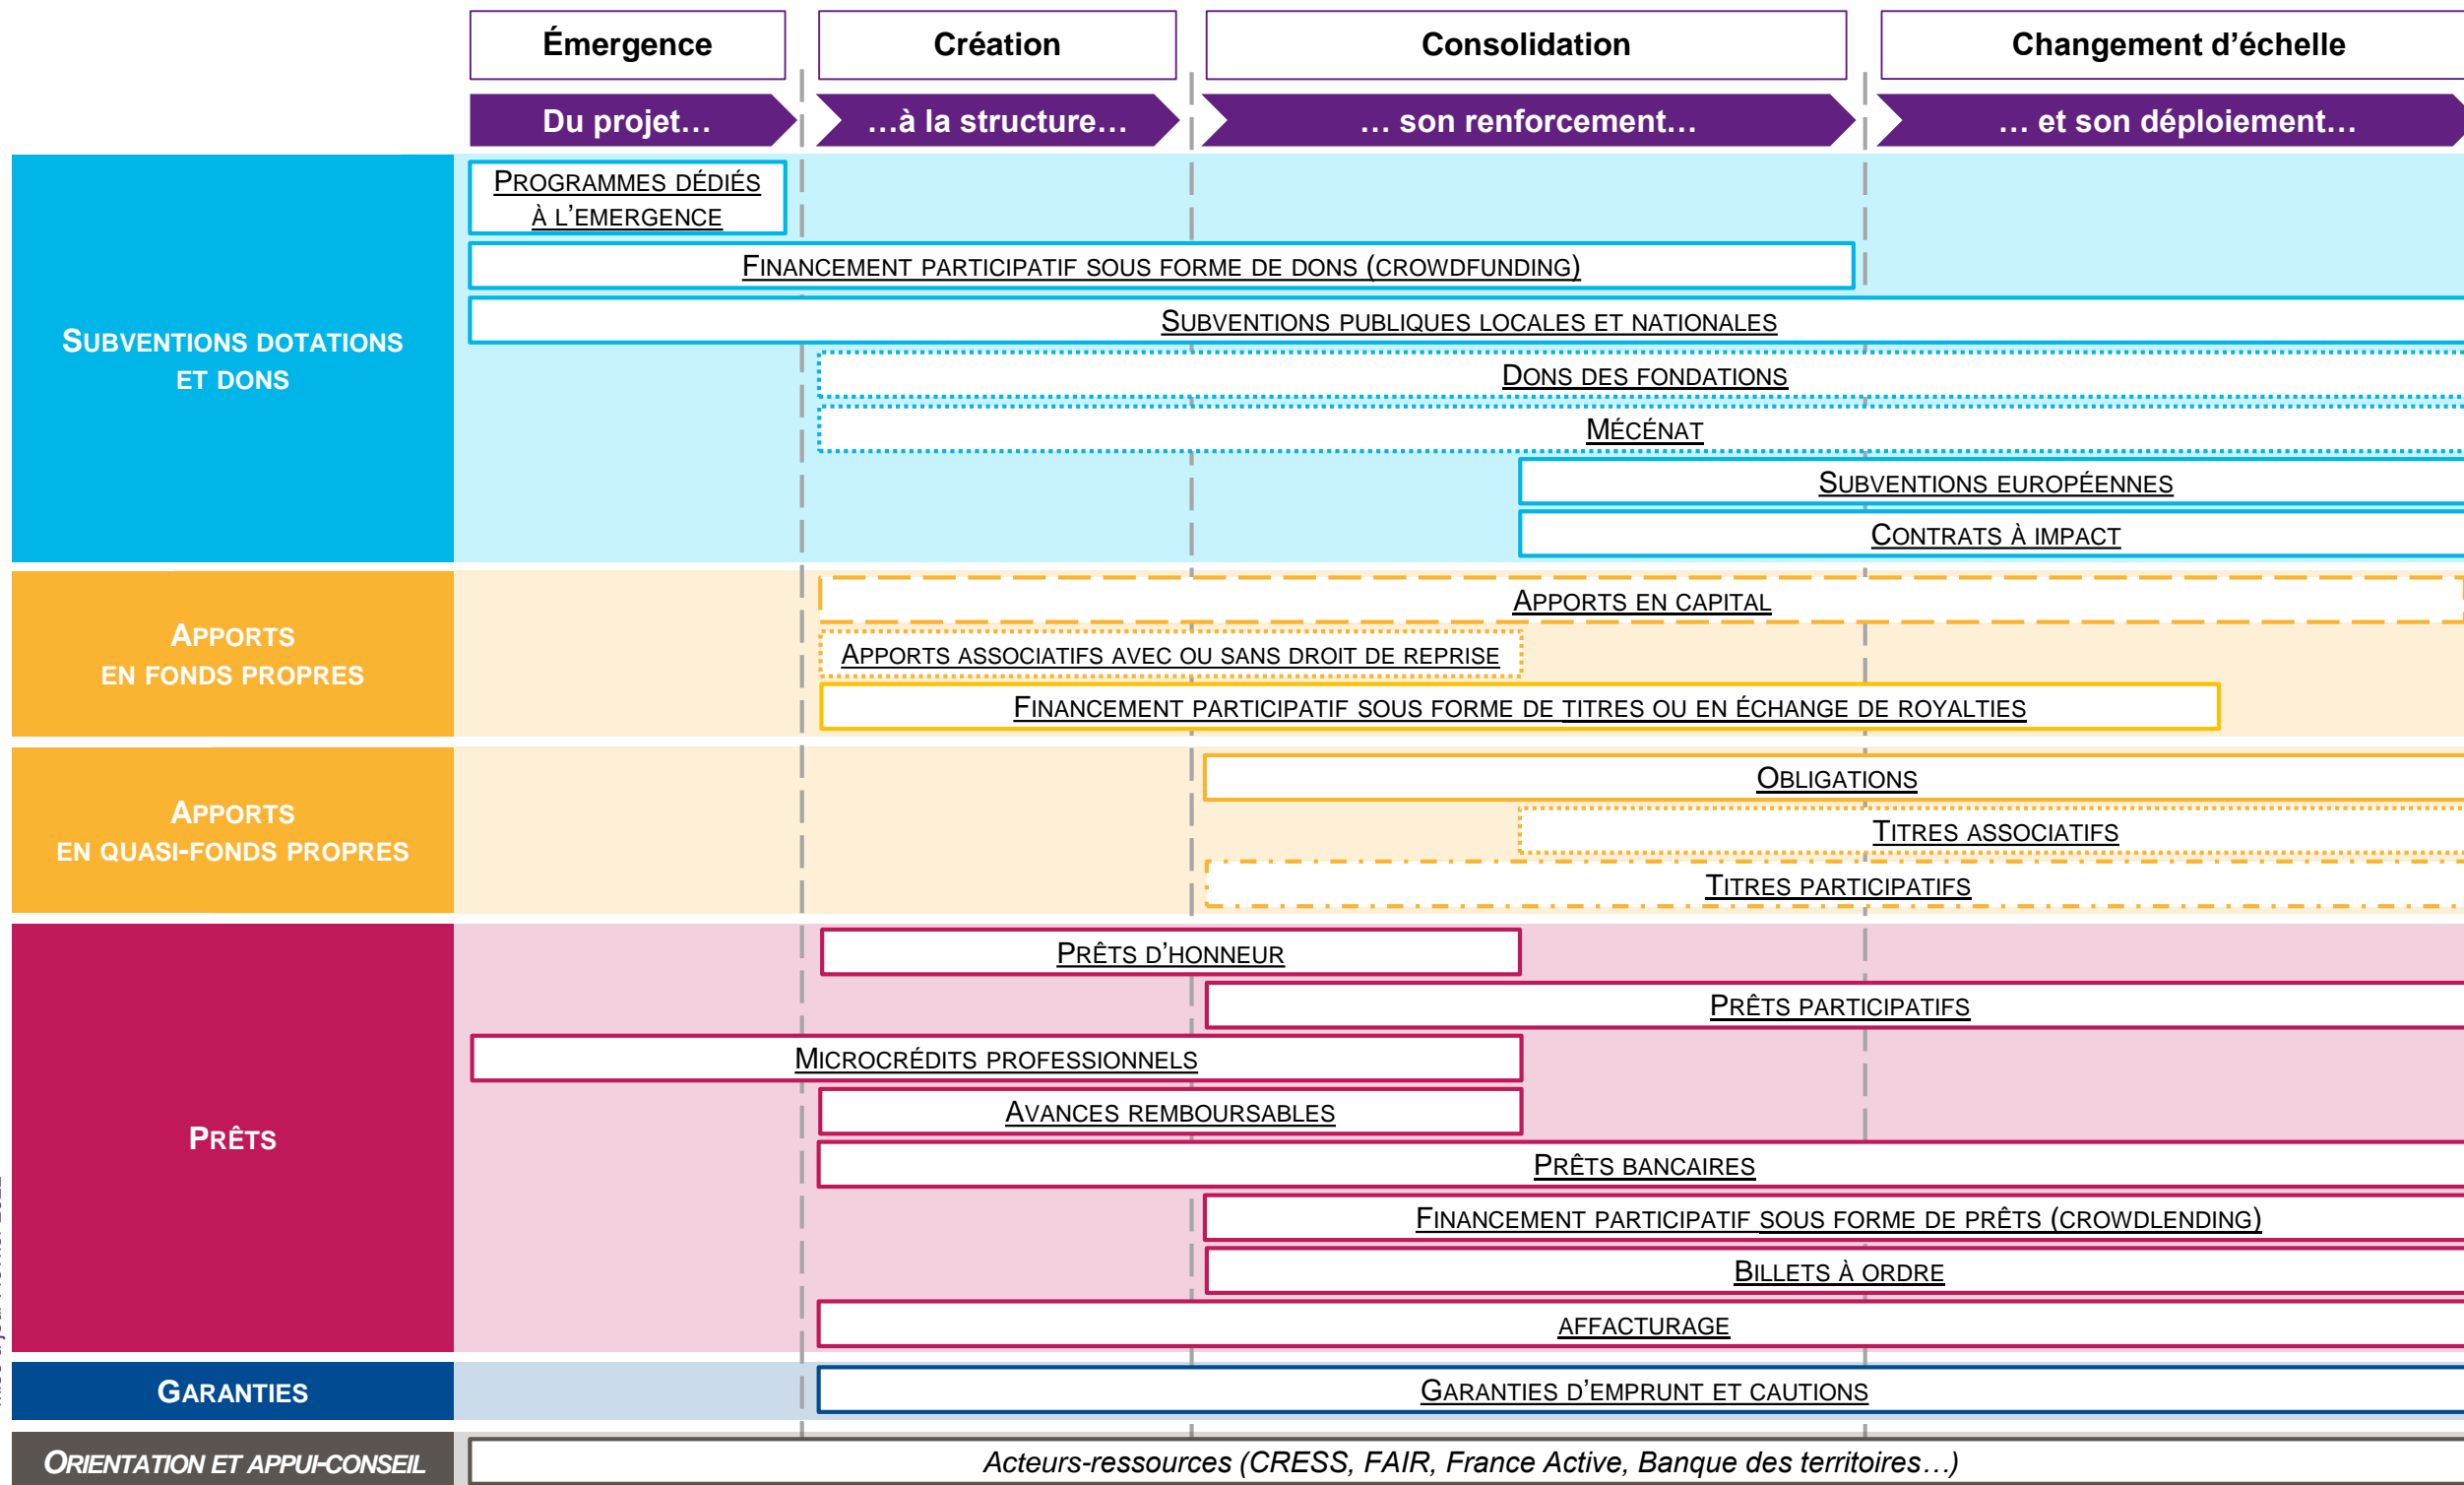 Émergence
Création
Consolidation
Changement d’échelle
Du projet…
…à la structure…
… son renforcement…
… et son déploiement…
SUBVENTIONS DOTATIONS
ET DONS
PROGRAMMES DÉDIÉS
À L’EMERGENCE
FINANCEMENT PARTICIPATIF SOUS FORME DE DONS (CROWDFUNDING)
SUBVENTIONS PUBLIQUES LOCALES ET NATIONALES
DONS DES FONDATIONS
MÉCÉNAT
SUBVENTIONS EUROPÉENNES
CONTRATS À IMPACT
APPORTS
EN FONDS PROPRES
APPORTS EN CAPITAL
APPORTS ASSOCIATIFS AVEC OU SANS DROIT DE REPRISE
FINANCEMENT PARTICIPATIF SOUS FORME DE TITRES OU EN ÉCHANGE DE ROYALTIES
APPORTS
EN QUASI-FONDS PROPRES
OBLIGATIONS
TITRES ASSOCIATIFS
TITRES PARTICIPATIFS
PRÊTS
PRÊTS D’HONNEUR
PRÊTS PARTICIPATIFS
MICROCRÉDITS PROFESSIONNELS
AVANCES REMBOURSABLES
PRÊTS BANCAIRES
FINANCEMENT PARTICIPATIF SOUS FORME DE PRÊTS (CROWDLENDING)
BILLETS À ORDRE
AFFACTURAGE
GARANTIES
GARANTIES D’EMPRUNT ET CAUTIONS
ORIENTATION ET APPUI-CONSEIL
Acteurs-ressources (CRESS, FAIR, France Active, Banque des territoires…)